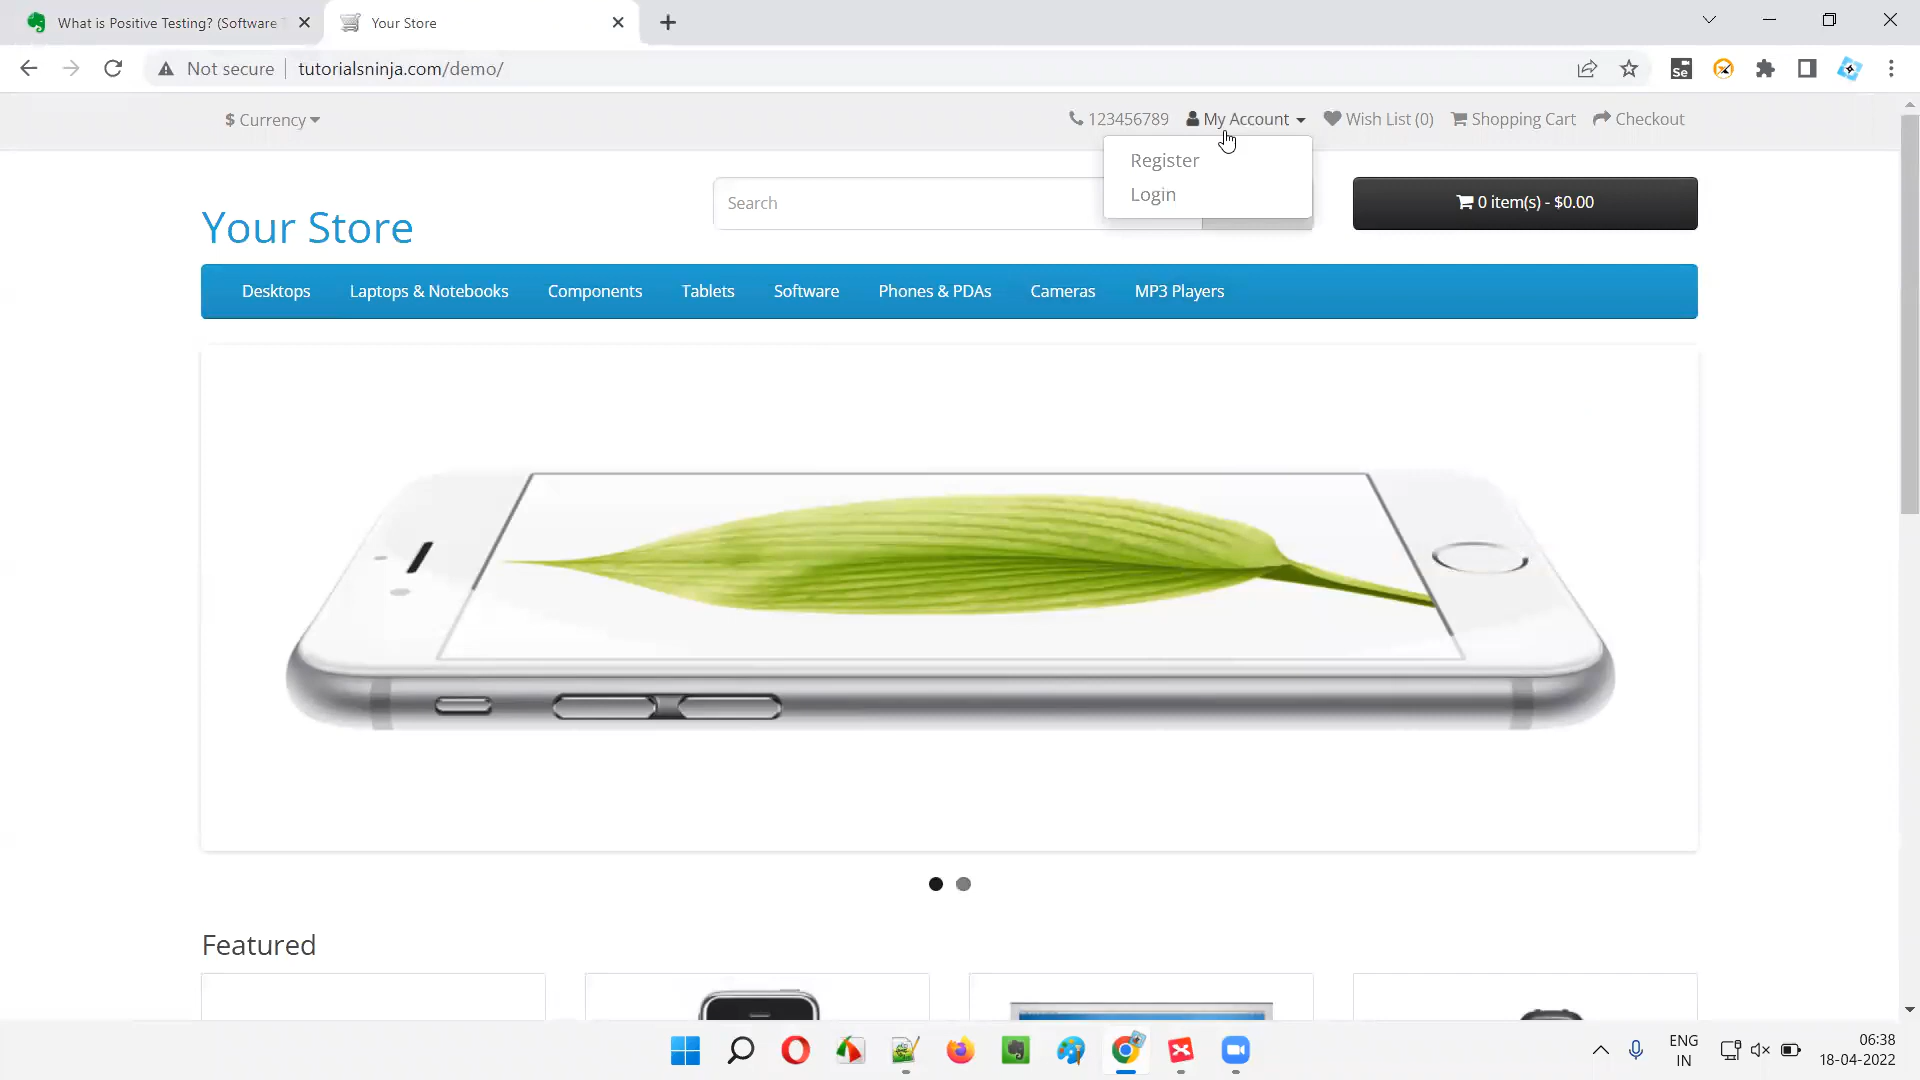 What is Positive Testing? (Software
Your Store
Not secure
tutorialsninja.com/demo/
$ Currency
123456789
My Account
Wish List (0)
Shopping Cart
Checkout
Register
Login
Your Store
Search
0 item(s) - $0.00
Desktops
Laptops & Notebooks
Components
Tablets
Software
Phones & PDAs
Cameras
MP3 Players
Featured
Se
ENG
IN
06:38
18-04-2022